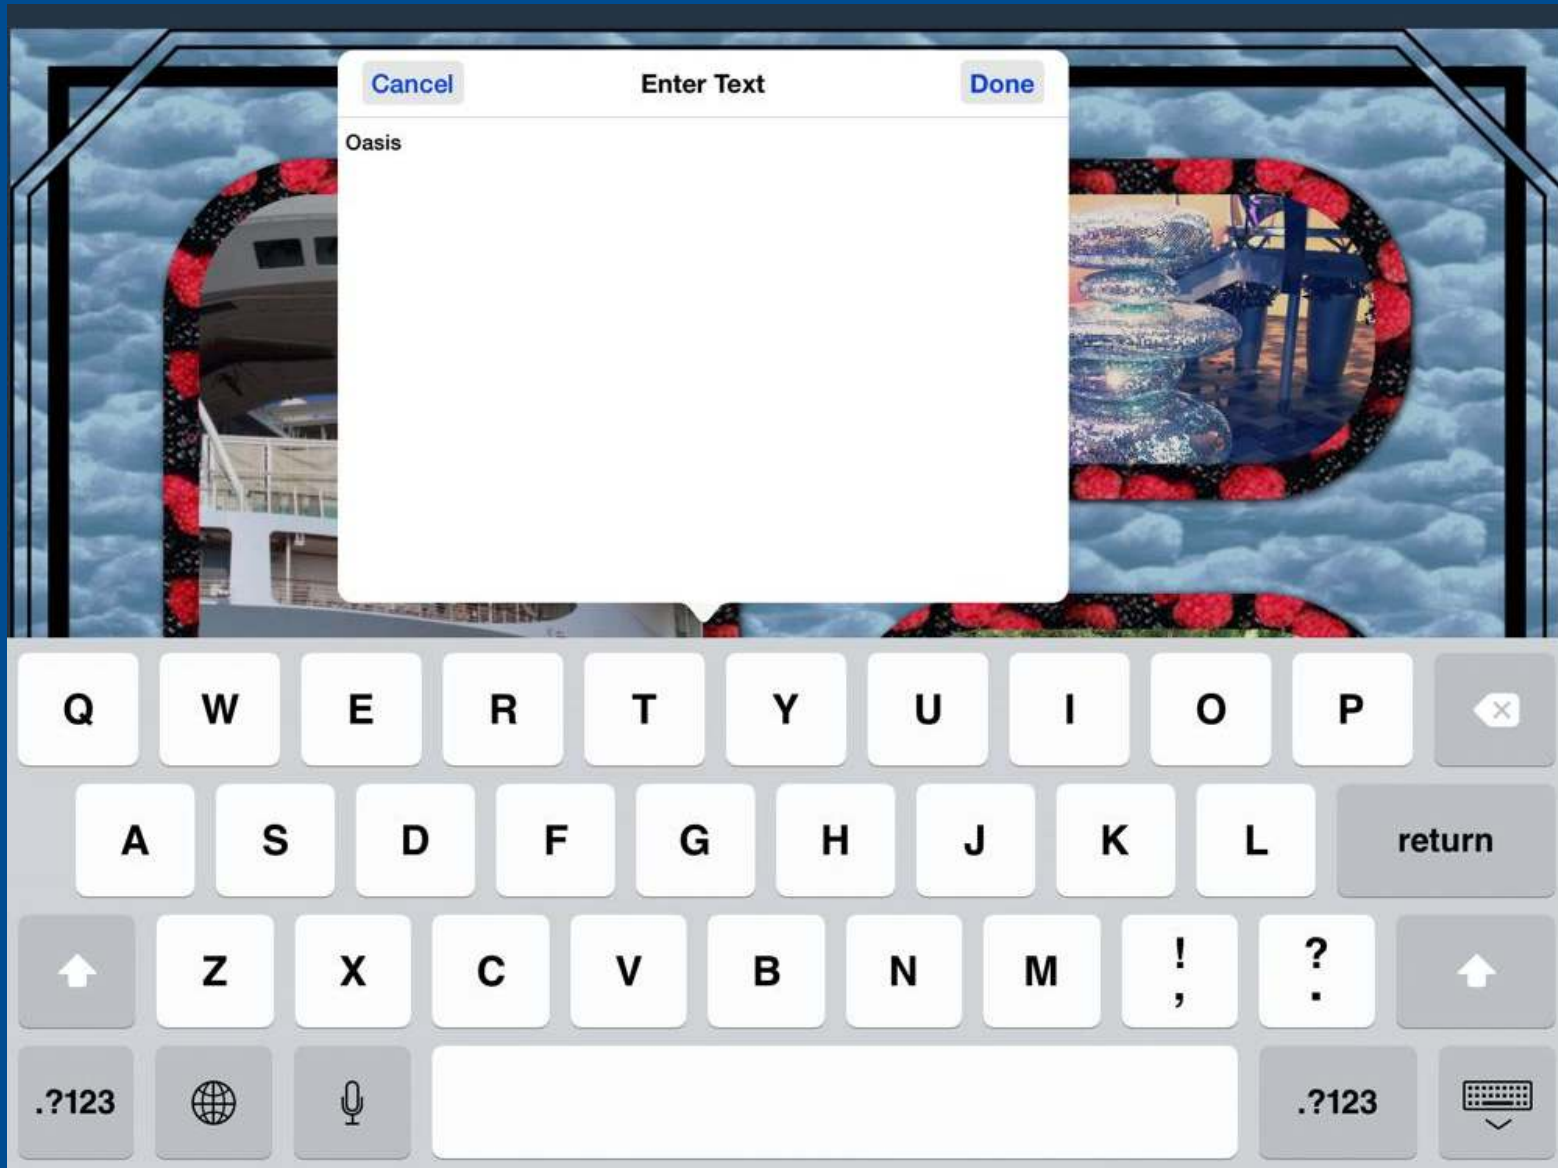 Cancel Enter Text Done
Oasis
Q W E R T Y U I O P
A S D F G H J K L return
Z X C V B N M ! , ? .
.?123 .?123